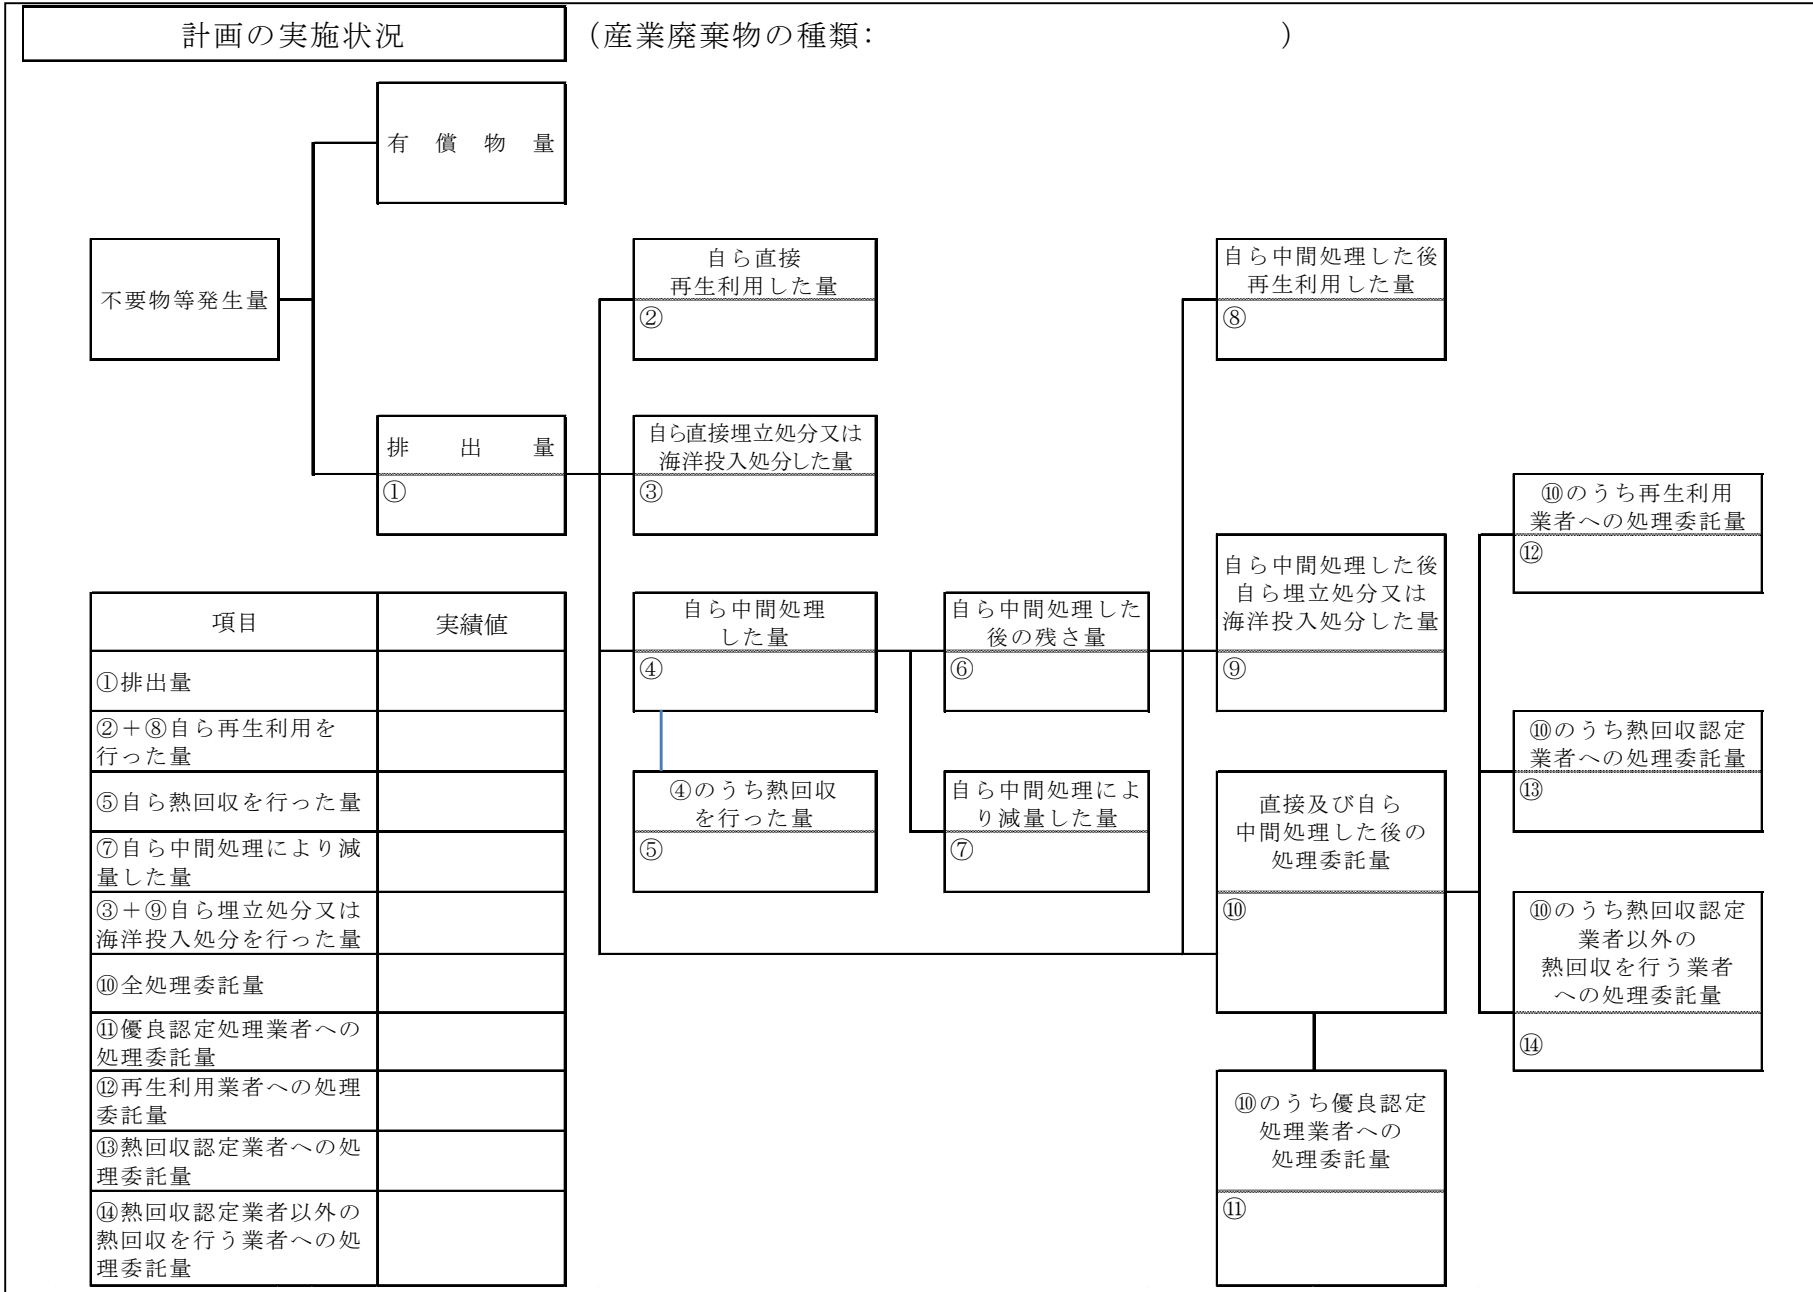 計画の実施状況
（産業廃棄物の種類：　　　　　　　　　　）
有償物量
不要物等発生量
排出量
①
自ら直接
再生利用した量
②
自ら直接埋立処分又は
海洋投入処分した量
③
自ら中間処理
した量
④
④のうち熱回収
を行った量
⑤
自ら中間処理した
後の残さ量
⑥
自ら中間処理によ
り減量した量
⑦
自ら中間処理した後
再生利用した量
⑧
自ら中間処理した後
自ら埋立処分又は
海洋投入処分した量
⑨
直接及び自ら
中間処理した後の
処理委託量
⑩
⑩のうち優良認定
処理業者への
処理委託量
⑪
⑩のうち再生利用
業者への処理委託量
⑫
⑩のうち熱回収認定
業者への処理委託量
⑬
⑩のうち熱回収認定
業者以外の
熱回収を行う業者
への処理委託量
⑭
項目 実績値
①排出量
②＋⑧自ら再生利用を
行った量
⑤自ら熱回収を行った量
⑦自ら中間処理により減
量した量
③＋⑨自ら埋立処分又は
海洋投入処分を行った量
⑩全処理委託量
⑪優良認定処理業者への
処理委託量
⑫再生利用業者への処理
委託量
⑬熱回収認定業者への処
理委託量
⑭熱回収認定業者以外の
熱回収を行う業者への処
理委託量